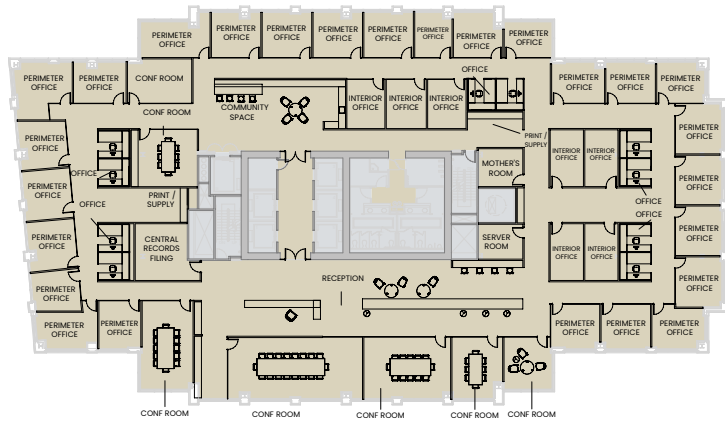 PERIMETER
OFFICE
PERIMETER
OFFICE
PERIMETER
OFFICE
PERIMETER
OFFICE
PERIMETER
OFFICE
PERIMETER
OFFICE
PERIMETER
OFFICE
PERIMETER
OFFICE
PERIMETER
OFFICE
PERIMETER
OFFICE
CONF ROOM
OFFICE
PERIMETER
OFFICE
PERIMETER
OFFICE
PERIMETER
OFFICE
CONF ROOM
COMMUNITY
SPACE
INTERIOR
OFFICE
INTERIOR
OFFICE
INTERIOR
OFFICE
PERIMETER
OFFICE
PERIMETER
OFFICE
PRINT /
SUPPLY
INTERIOR
OFFICE
INTERIOR
OFFICE
OFFICE
PERIMETER
OFFICE
MOTHER'S
ROOM
PERIMETER
OFFICE
PRINT /
SUPPLY
OFFICE
OFFICE
OFFICE
PERIMETER
OFFICE
CENTRAL
RECORDS
FILING
SERVER
ROOM
INTERIOR
OFFICE
INTERIOR
OFFICE
PERIMETER
OFFICE
PERIMETER
OFFICE
RECEPTION
PERIMETER
OFFICE
PERIMETER
OFFICE
PERIMETER
OFFICE
PERIMETER
OFFICE
PERIMETER
OFFICE
PERIMETER
OFFICE
CONF ROOM
CONF ROOM
CONF ROOM
CONF ROOM
CONF ROOM